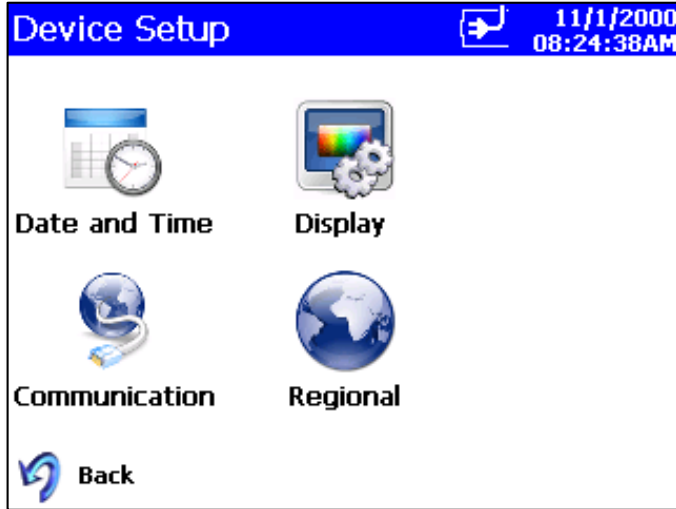 Device Setup
11/1/2000
08:24:38AM
Date and Time
Display
Communication
Regional
Back